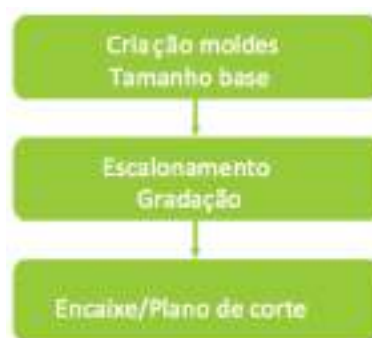 Criação moldes
Tamanho base
Escalonamento
Gradação
Encaixe/Plano de corte